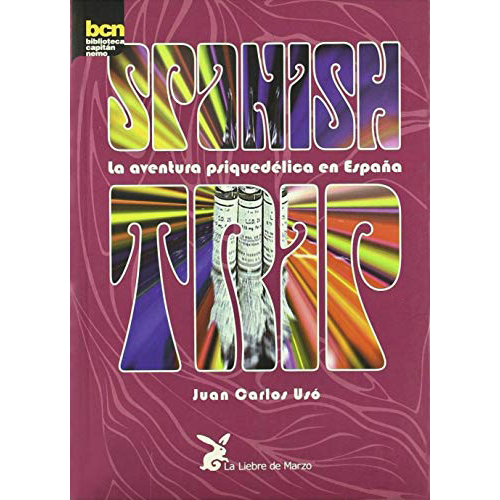 bcn
biblioteca
capitán
nemo
SPANISH
La aventura psiquedélica en España
TRIP
Juan Carlos Usó
La Liebre de Marzo